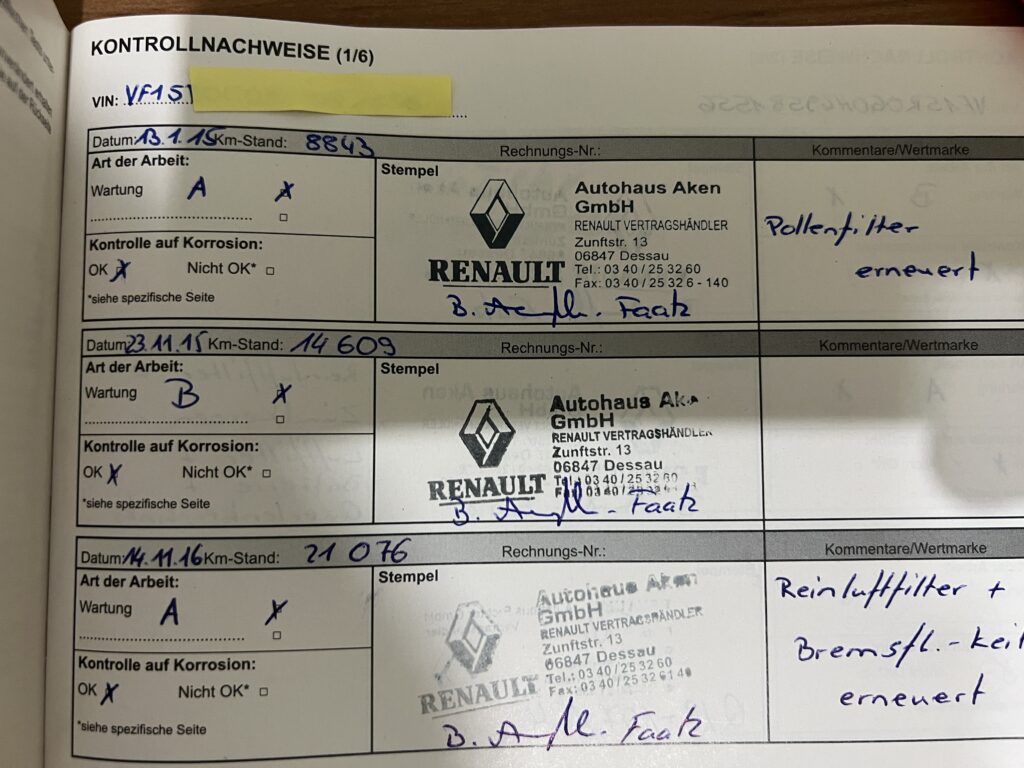 KONTROLLNACHWEISE (1/6)
VIN: VF15
Datum: 13.1.15 Km-Stand: 8843
Rechnungs-Nr.:
Kommentare/Wertmarke
Art der Arbeit:
Wartung A X
Kontrolle auf Korrosion:
OK X Nicht OK*
*siehe spezifische Seite
Stempel
Autohaus Aken
GmbH
RENAULT VERTRAGSHÄNDLER
Zunftstr. 13
06847 Dessau
Tel.: 03 40 / 25 32 60
Fax: 03 40 / 25 32 6 - 140
RENAULT
B. Faatz
Pollenfilter
erneuert
Datum: 23.11.15 Km-Stand: 14 609
Rechnungs-Nr.:
Kommentare/Wertmarke
Art der Arbeit:
Wartung B X
Kontrolle auf Korrosion:
OK X Nicht OK*
*siehe spezifische Seite
Stempel
Autohaus
GmbH
RENAULT VERTRAGSHÄNDLER
Zunftstr. 13
06847 Dessau
Tel.: 03 40 / 25 32 60
RENAULT
B. Faatz
Datum: 14.11.16 Km-Stand: 21 076
Rechnungs-Nr.:
Kommentare/Wertmarke
Art der Arbeit:
Wartung A X
Kontrolle auf Korrosion:
OK X Nicht OK*
*siehe spezifische Seite
Stempel
Autohaus Aken
GmbH
RENAULT VERTRAGSHÄNDLER
Zunftstr. 13
06847 Dessau
Tel.: 03 40 / 25 32 60
RENAULT
B. Faatz
Reinluftfilter +
Bremsfl.-keit
erneuert